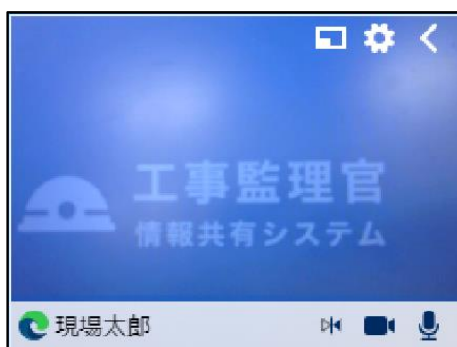 工事監理官
情報共有システム
現場太郎